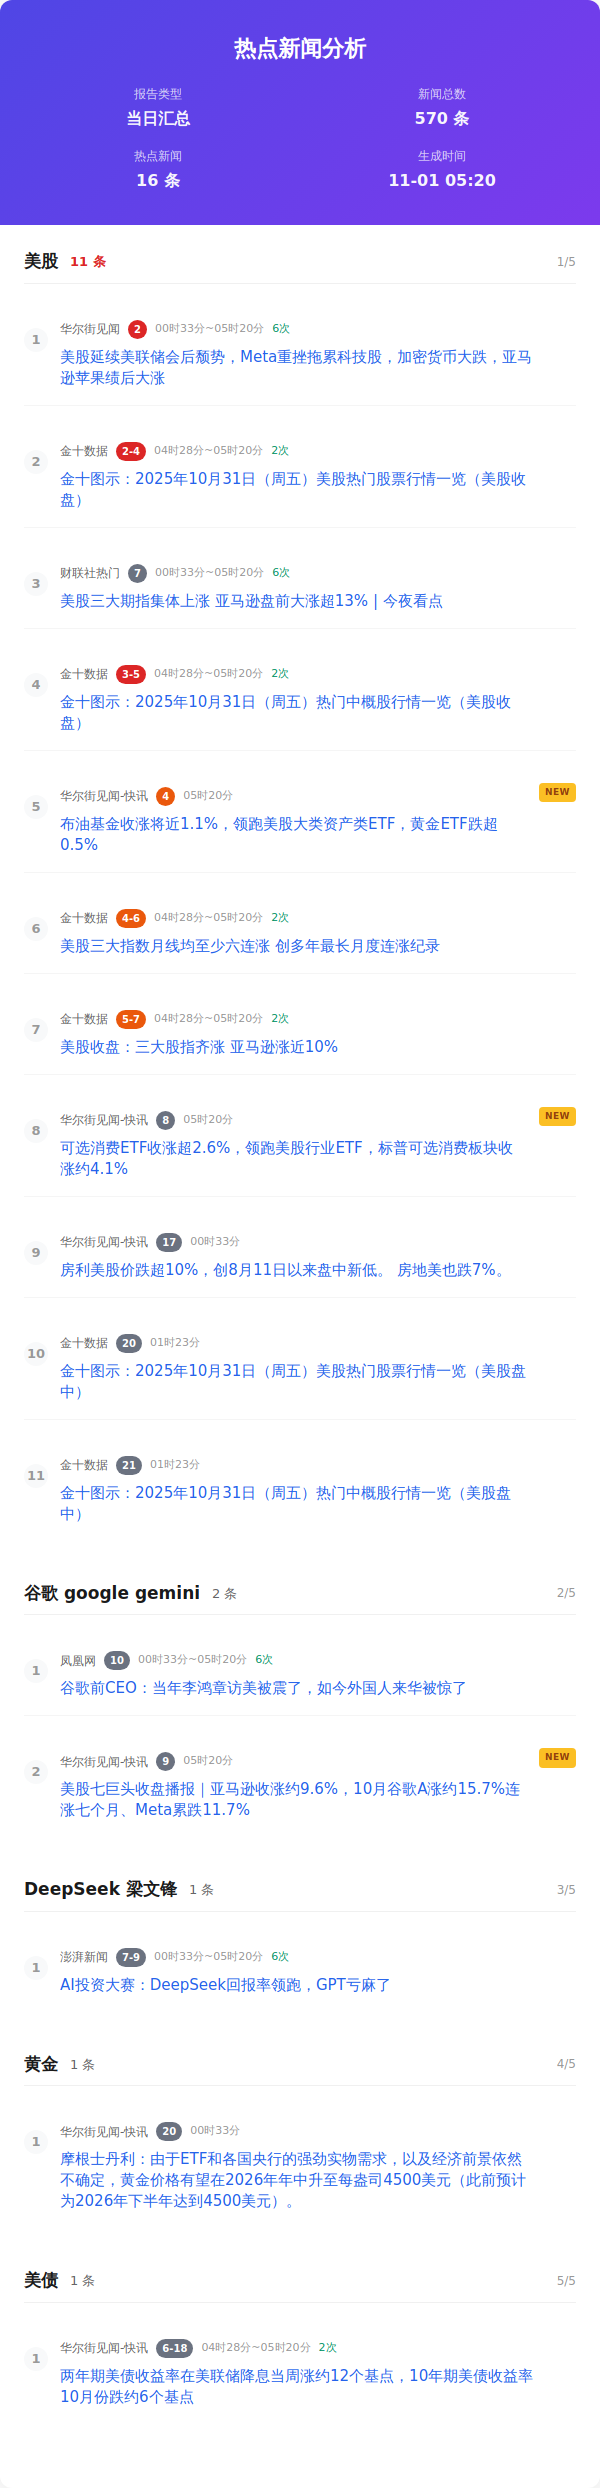 热点新闻分析
报告类型
新闻总数
当日汇总
570 条
热点新闻
生成时间
16 条
11-01 05:20
美股 11 条 1/5
1
华尔街见闻 2 00时33分~05时20分 6次
美股延续美联储会后颓势，Meta重挫拖累科技股，加密货币大跌，亚马
逊苹果绩后大涨
2
金十数据 2-4 04时28分~05时20分 2次
金十图示：2025年10月31日（周五）美股热门股票行情一览（美股收
盘）
3
财联社热门 7 00时33分~05时20分 6次
美股三大期指集体上涨 亚马逊盘前大涨超13% | 今夜看点
4
金十数据 3-5 04时28分~05时20分 2次
金十图示：2025年10月31日（周五）热门中概股行情一览（美股收
盘）
5
华尔街见闻-快讯 4 05时20分 NEW
布油基金收涨将近1.1%，领跑美股大类资产类ETF，黄金ETF跌超
0.5%
6
金十数据 4-6 04时28分~05时20分 2次
美股三大指数月线均至少六连涨 创多年最长月度连涨纪录
7
金十数据 5-7 04时28分~05时20分 2次
美股收盘：三大股指齐涨 亚马逊涨近10%
8
华尔街见闻-快讯 8 05时20分 NEW
可选消费ETF收涨超2.6%，领跑美股行业ETF，标普可选消费板块收
涨约4.1%
9
华尔街见闻-快讯 17 00时33分
房利美股价跌超10%，创8月11日以来盘中新低。 房地美也跌7%。
10
金十数据 20 01时23分
金十图示：2025年10月31日（周五）美股热门股票行情一览（美股盘
中）
11
金十数据 21 01时23分
金十图示：2025年10月31日（周五）热门中概股行情一览（美股盘
中）
谷歌 google gemini 2 条 2/5
1
凤凰网 10 00时33分~05时20分 6次
谷歌前CEO：当年李鸿章访美被震了，如今外国人来华被惊了
2
华尔街见闻-快讯 9 05时20分 NEW
美股七巨头收盘播报｜亚马逊收涨约9.6%，10月谷歌A涨约15.7%连
涨七个月、Meta累跌11.7%
DeepSeek 梁文锋 1 条 3/5
1
澎湃新闻 7-9 00时33分~05时20分 6次
AI投资大赛：DeepSeek回报率领跑，GPT亏麻了
黄金 1 条 4/5
1
华尔街见闻-快讯 20 00时33分
摩根士丹利：由于ETF和各国央行的强劲实物需求，以及经济前景依然
不确定，黄金价格有望在2026年年中升至每盎司4500美元（此前预计
为2026年下半年达到4500美元）。
美债 1 条 5/5
1
华尔街见闻-快讯 6-18 04时28分~05时20分 2次
两年期美债收益率在美联储降息当周涨约12个基点，10年期美债收益率
10月份跌约6个基点